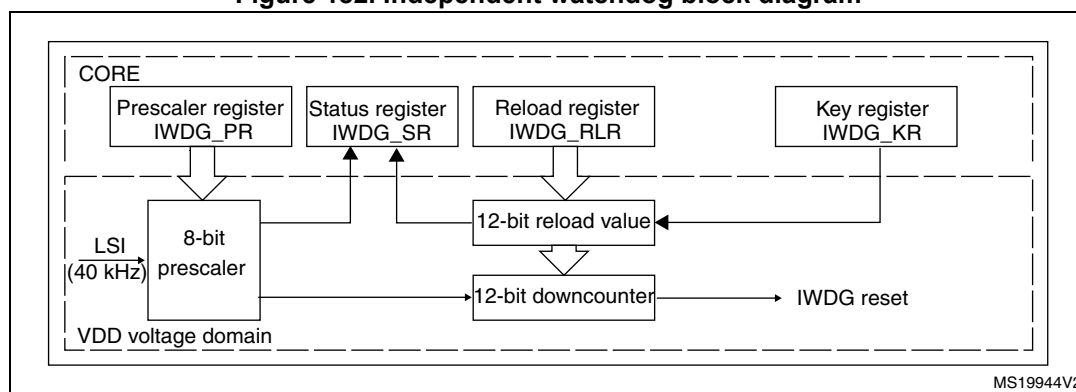 Figure 182. Independent watchdog block diagram
CORE
Prescaler register
IWDG_PR
Status register
IWDG_SR
Reload register
IWDG_RLR
Key register
IWDG_KR
LSI
(40 kHz)
8-bit
prescaler
12-bit reload value
12-bit downcounter
IWDG reset
VDD voltage domain
MS19944V2